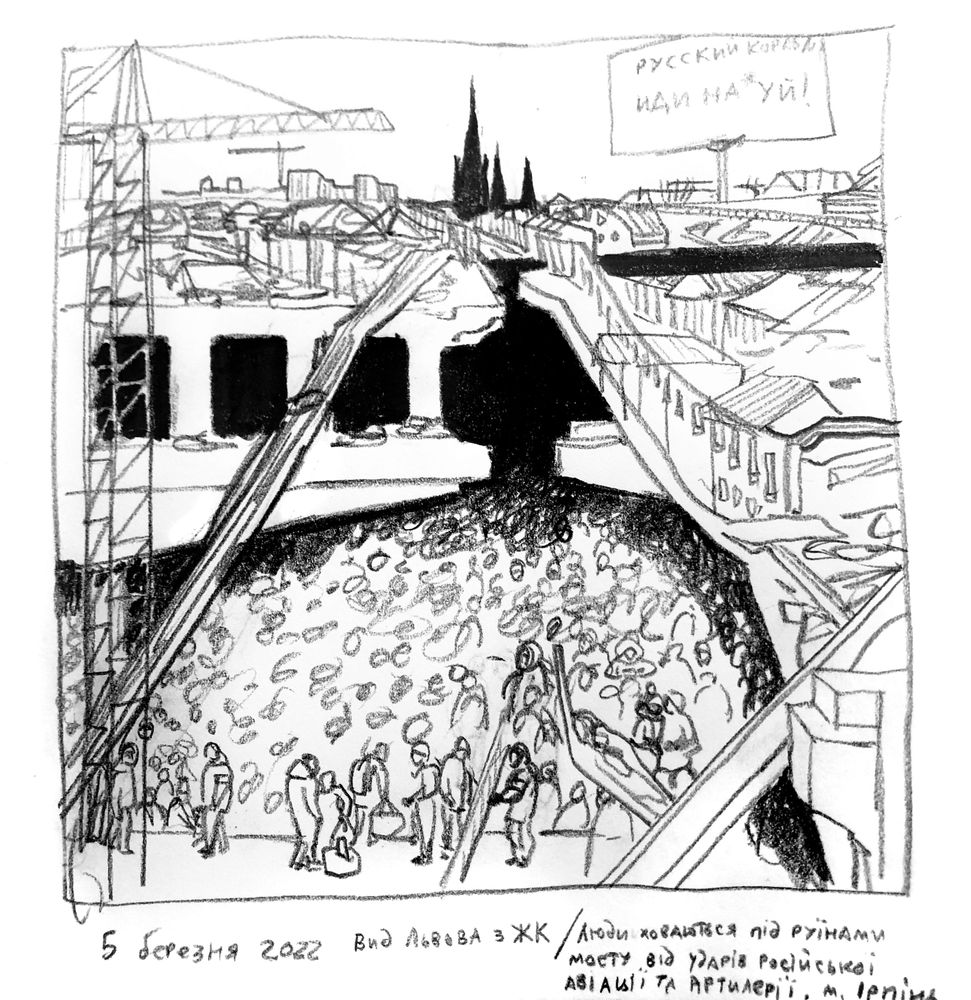 РУССКИЙ КОРАБЛЬ
ИДИ НА*УЙ!
5 березня 2022
Вид Львова з ЖК / Люди ховаються під руїнами
мосту від ударів російської
авіації та артилерії, м. Ірпінь